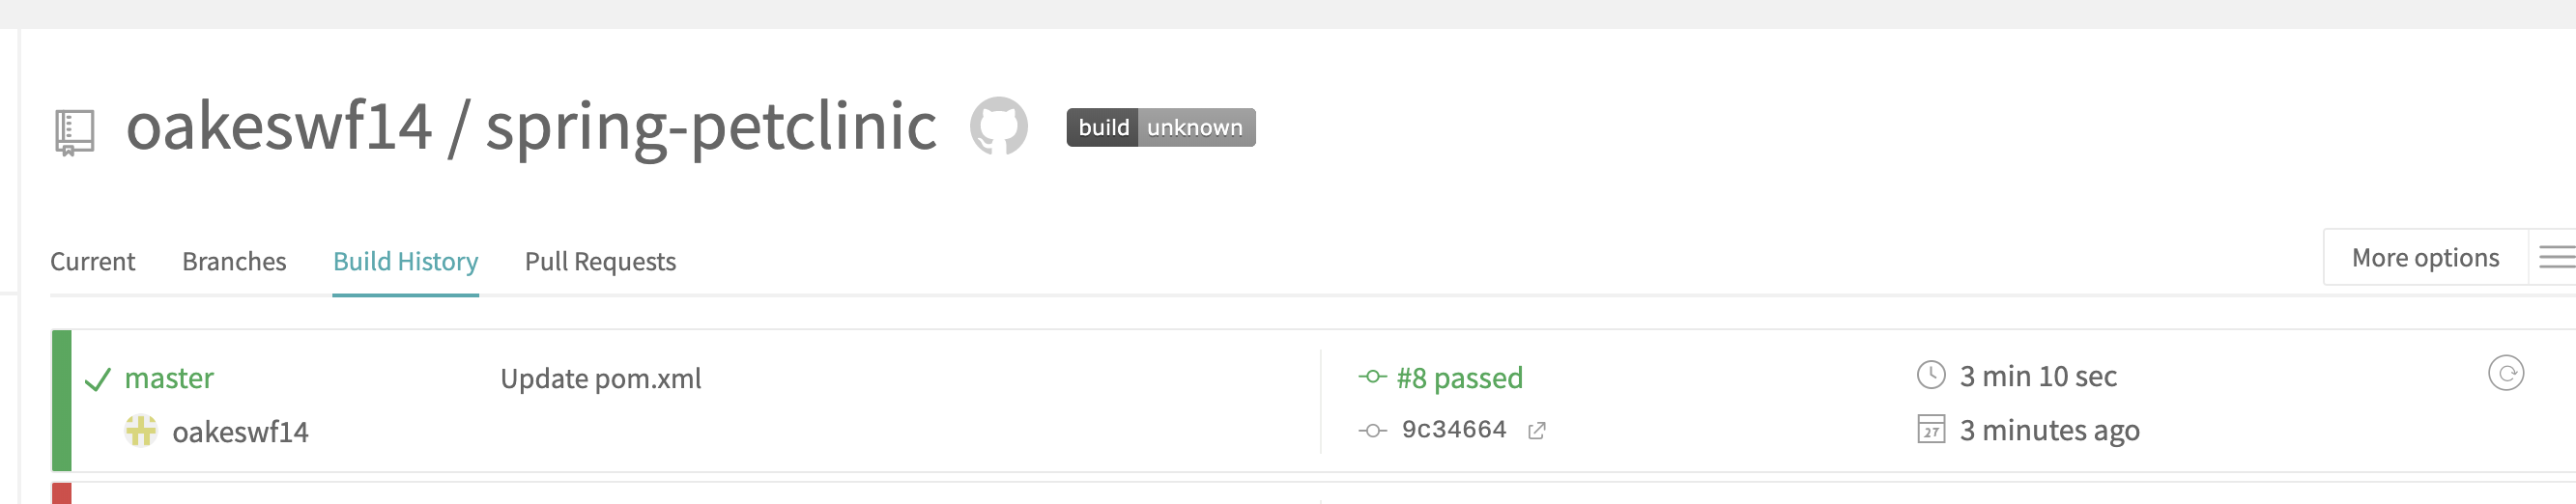 oakeswf14 / spring-petclinic build unknown
Current Branches Build History Pull Requests More options
master Update pom.xml #8 passed 3 min 10 sec
oakeswf14 9c34664 27 3 minutes ago